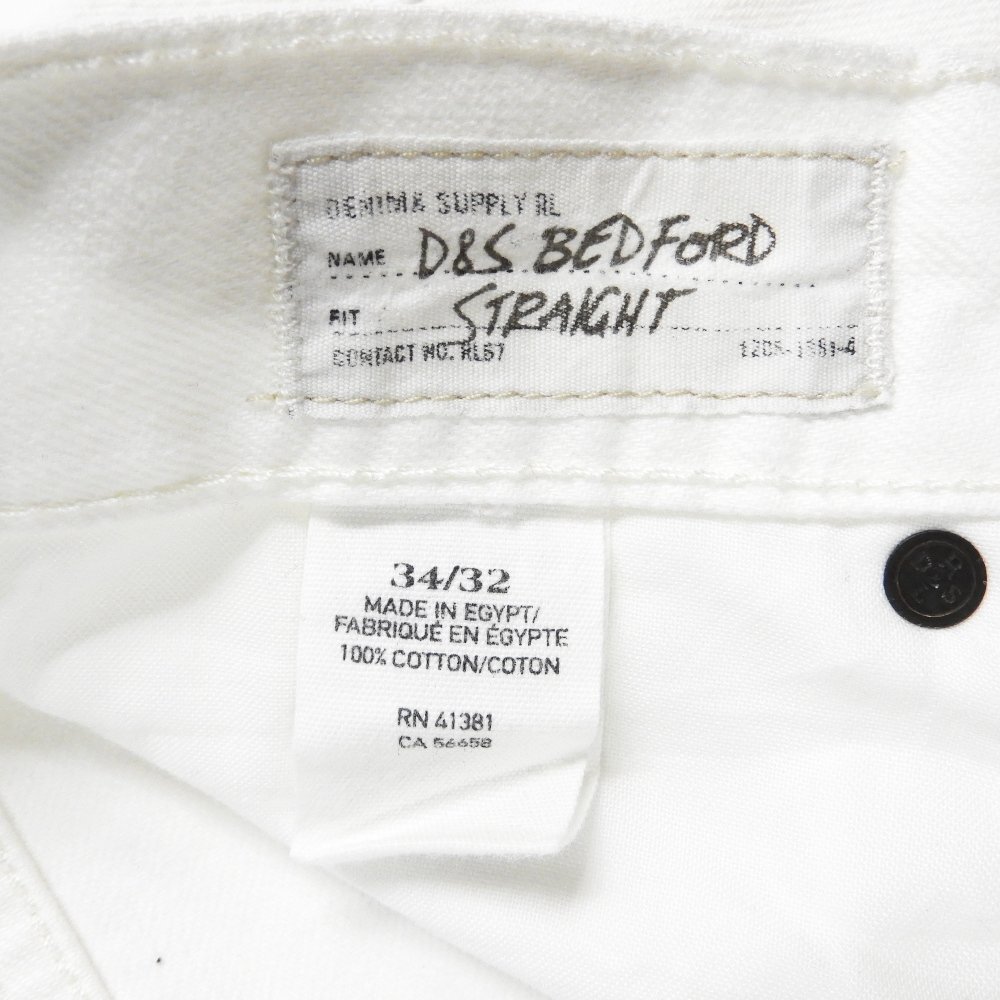 DENIM & SUPPLY RL
NAME D&S BEDFORD
FIT STRAIGHT
CONTACT NO. RL67
34/32
MADE IN EGYPT/
FABRIQUÉ EN ÉGYPTE
100% COTTON/COTON
RN 41381
CA 56658